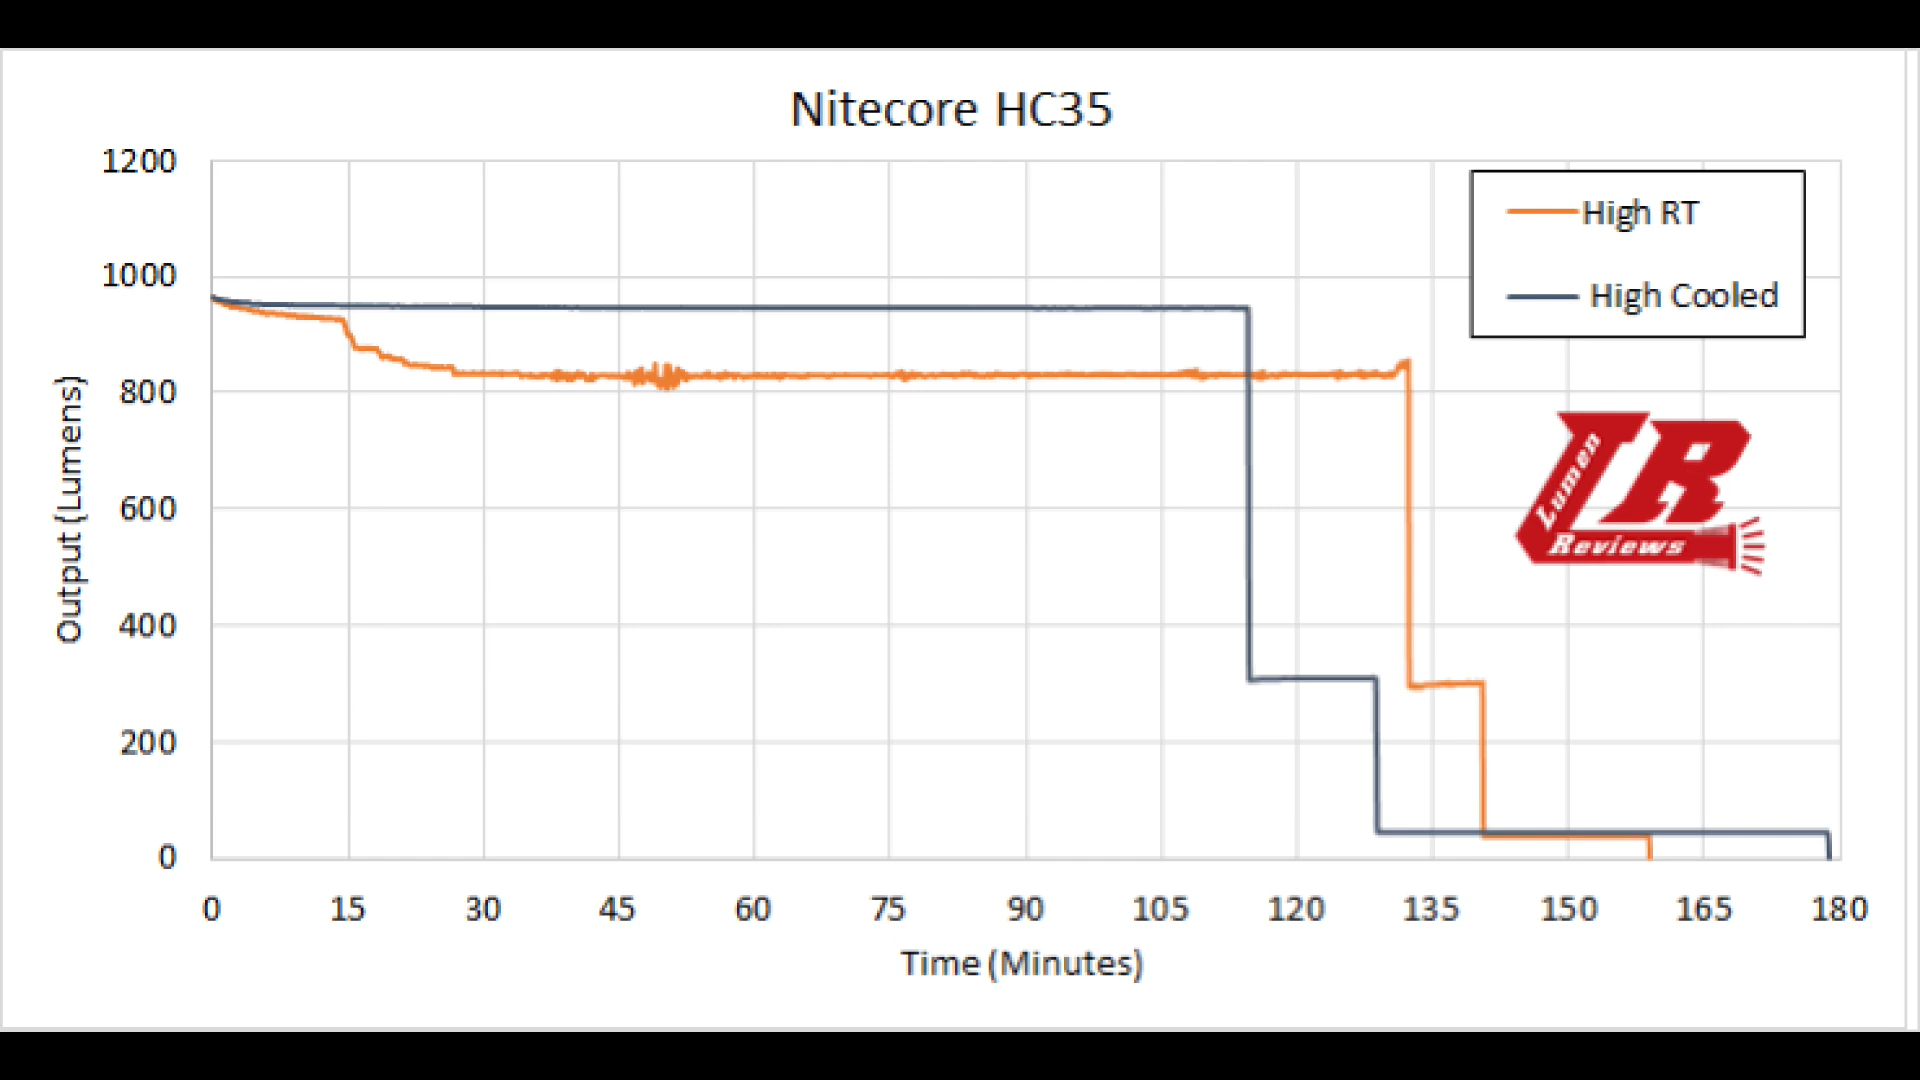 Nitecore HC35
1200
1000
800
600
400
200
0
Output (Lumens)
High RT
High Cooled
LR
Lumen
Reviews
0 15 30 45 60 75 90 105 120 135 150 165 180
Time (Minutes)